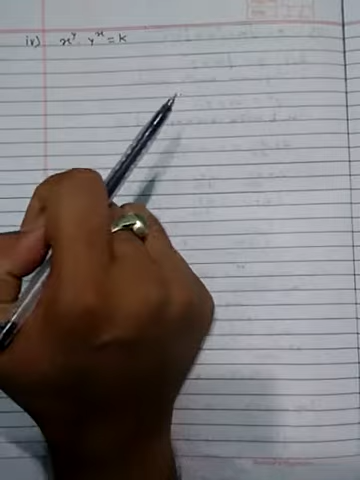 iv) x^y · y^x = k